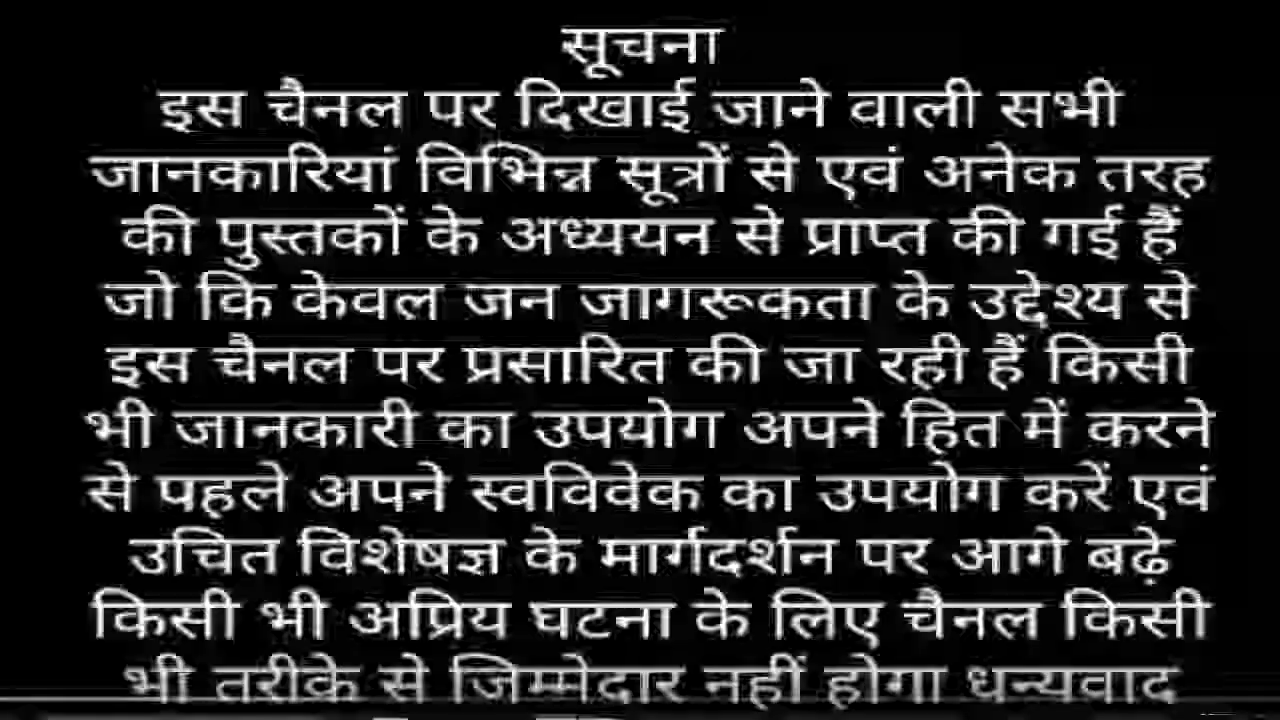 सूचना
इस चैनल पर दिखाई जाने वाली सभी
जानकारियां विभिन्न सूत्रों से एवं अनेक तरह
की पुस्तकों के अध्ययन से प्राप्त की गई हैं
जो कि केवल जन जागरूकता के उद्देश्य से
इस चैनल पर प्रसारित की जा रही हैं किसी
भी जानकारी का उपयोग अपने हित में करने
से पहले अपने स्वविवेक का उपयोग करें एवं
उचित विशेषज्ञ के मार्गदर्शन पर आगे बढ़े
किसी भी अप्रिय घटना के लिए चैनल किसी
भी तरीके से जिम्मेदार नहीं होगा धन्यवाद